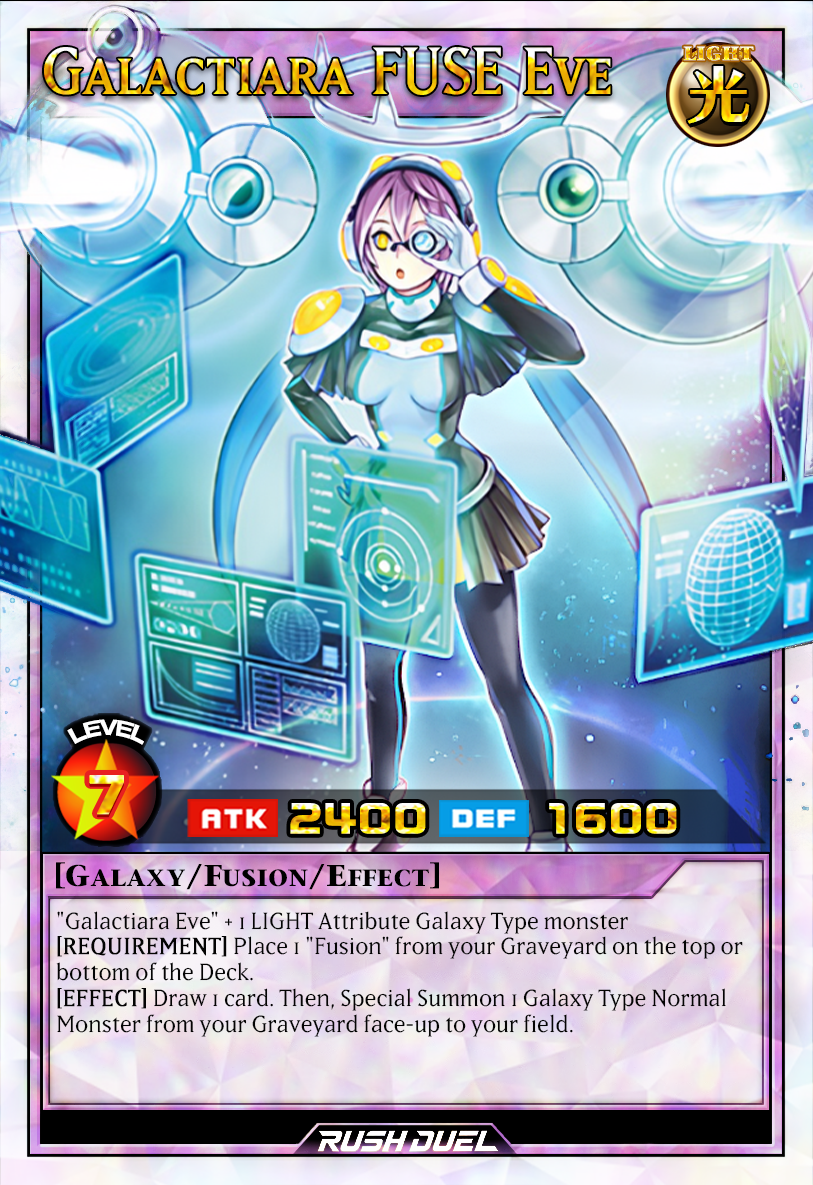 GALACTIARA FUSE EVE
LIGHT
光
LEVEL
7
ATK 2400 DEF 1600
[GALAXY/FUSION/EFFECT]
"Galactiara Eve" + 1 LIGHT Attribute Galaxy Type monster
[REQUIREMENT] Place 1 "Fusion" from your Graveyard on the top or
bottom of the Deck.
[EFFECT] Draw 1 card. Then, Special Summon 1 Galaxy Type Normal
Monster from your Graveyard face-up to your field.
RUSH DUEL